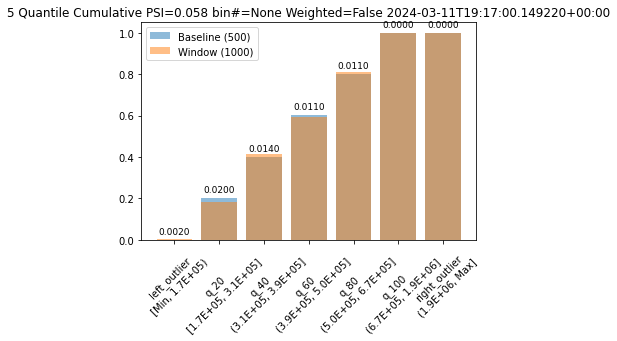 5 Quantile Cumulative PSI=0.058 bin#=None Weighted=False 2024-03-11T19:17:00.149220+00:00
Baseline (500)
Window (1000)
1.0
0.8
0.6
0.4
0.2
0.0
0.0020
0.0200
0.0140
0.0110
0.0110
0.0000
0.0000
left_outlier
[Min, 1.7E+05)
q_20
[1.7E+05, 3.1E+05]
q_40
(3.1E+05, 3.9E+05]
q_60
(3.9E+05, 5.0E+05]
q_80
(5.0E+05, 6.7E+05]
q_100
(6.7E+05, 1.9E+06]
right_outlier
(1.9E+06, Max]